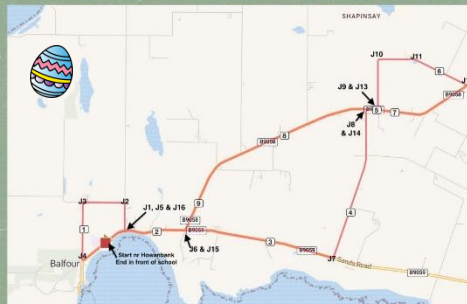 SHAPINSAY
J10
J11
6
J9 & J13
5
7
B9059
J8
& J14
8
B9058
4
9
B9058
J3
J2
J1, J5 & J16
1
2
B9059
3
B9059
J6 & J15
J4
Balfour
Start nr Howanbank
End in front of school
J7
Sands Road
B9059